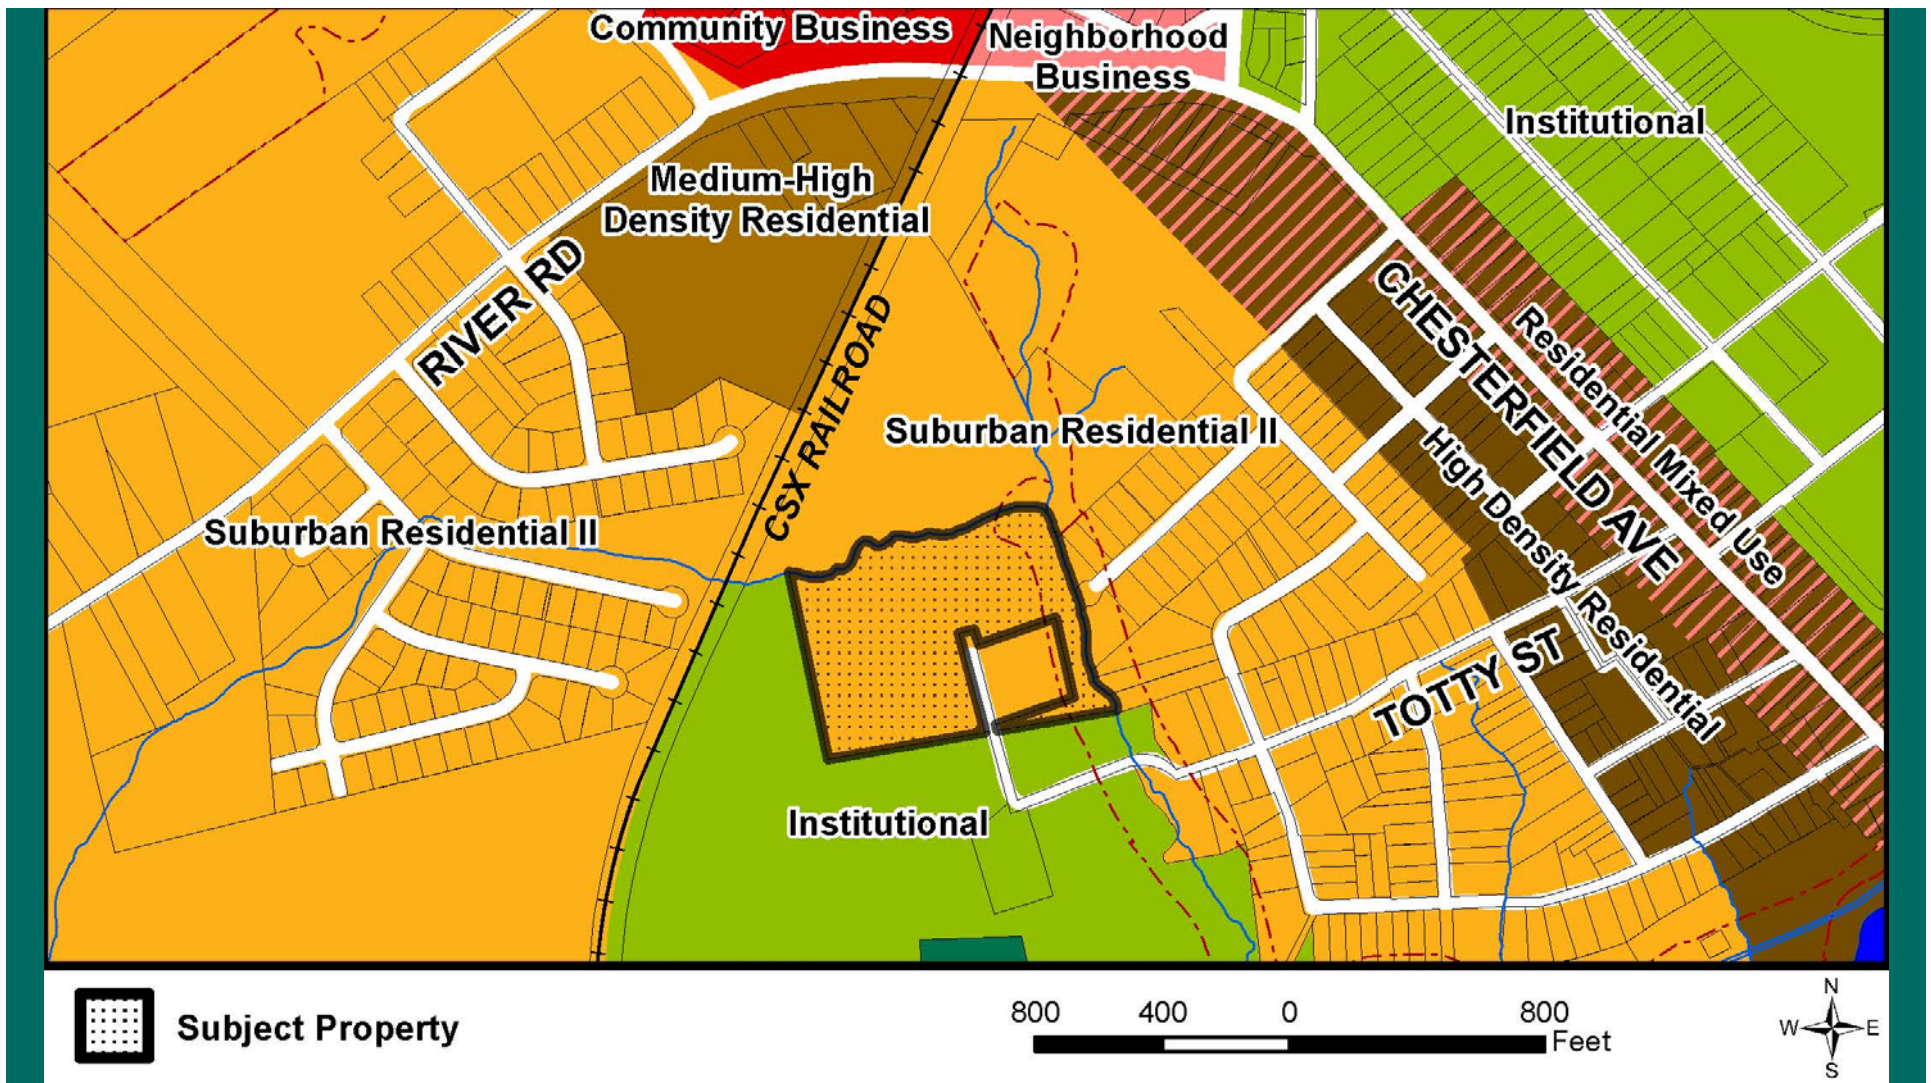 Community Business
Neighborhood
Business
Institutional
Medium-High
Density Residential
RIVER RD
CSX RAILROAD
CHESTERFIELD AVE
Residential Mixed Use
Suburban Residential II
High Density Residential
Suburban Residential II
TOTTY ST
Institutional
Subject Property
800 400 0 800
Feet
N
W E
S